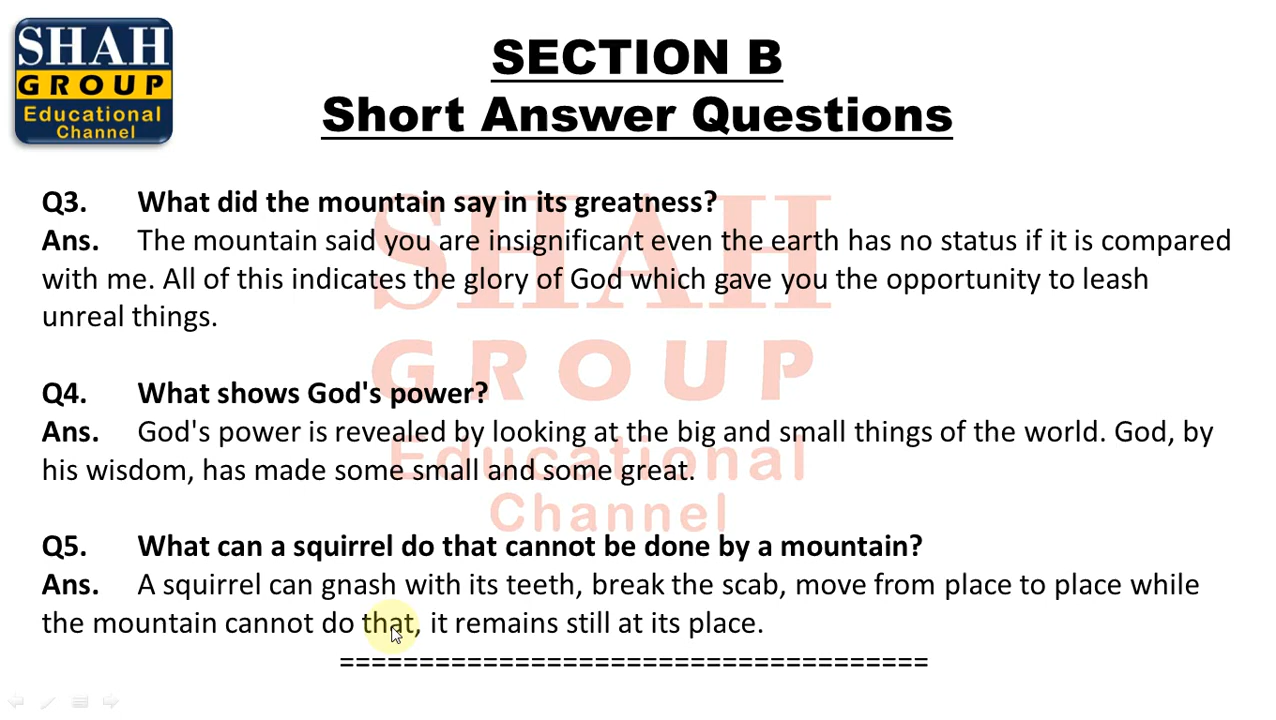 SHAH
GROUP
Educational
Channel
SECTION B
Short Answer Questions
Q3. What did the mountain say in its greatness?
Ans. The mountain said you are insignificant even the earth has no status if it is compared
with me. All of this indicates the glory of God which gave you the opportunity to leash
unreal things.
Q4. What shows God's power?
Ans. God's power is revealed by looking at the big and small things of the world. God, by
his wisdom, has made some small and some great.
Q5. What can a squirrel do that cannot be done by a mountain?
Ans. A squirrel can gnash with its teeth, break the scab, move from place to place while
the mountain cannot do that, it remains still at its place.
=====================================
SHAH
GROUP
Educational
Channel